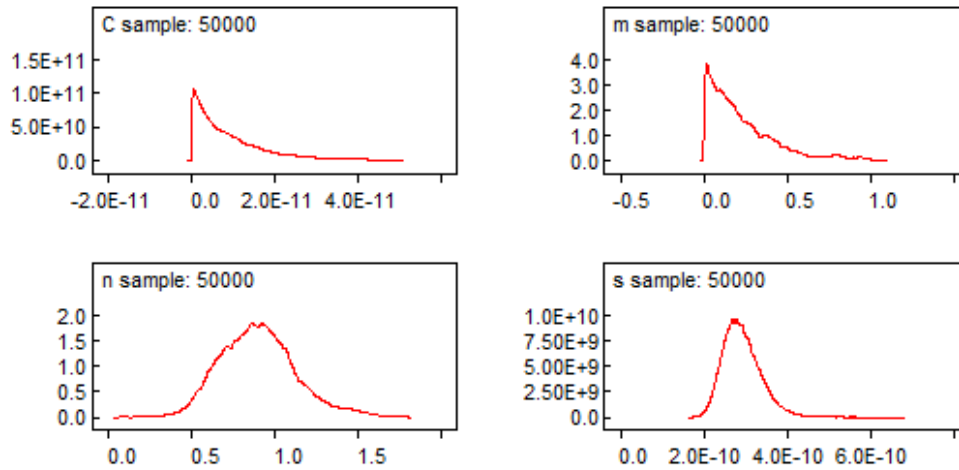 C sample: 50000
1.5E+11
1.0E+11
5.0E+10
0.0
-2.0E-11 0.0 2.0E-11 4.0E-11
m sample: 50000
4.0
3.0
2.0
1.0
0.0
-0.5 0.0 0.5 1.0
n sample: 50000
2.0
1.5
1.0
0.5
0.0
0.0 0.5 1.0 1.5
s sample: 50000
1.0E+10
7.50E+9
5.00E+9
2.50E+9
0.0
0.0 2.0E-10 4.0E-10 6.0E-10